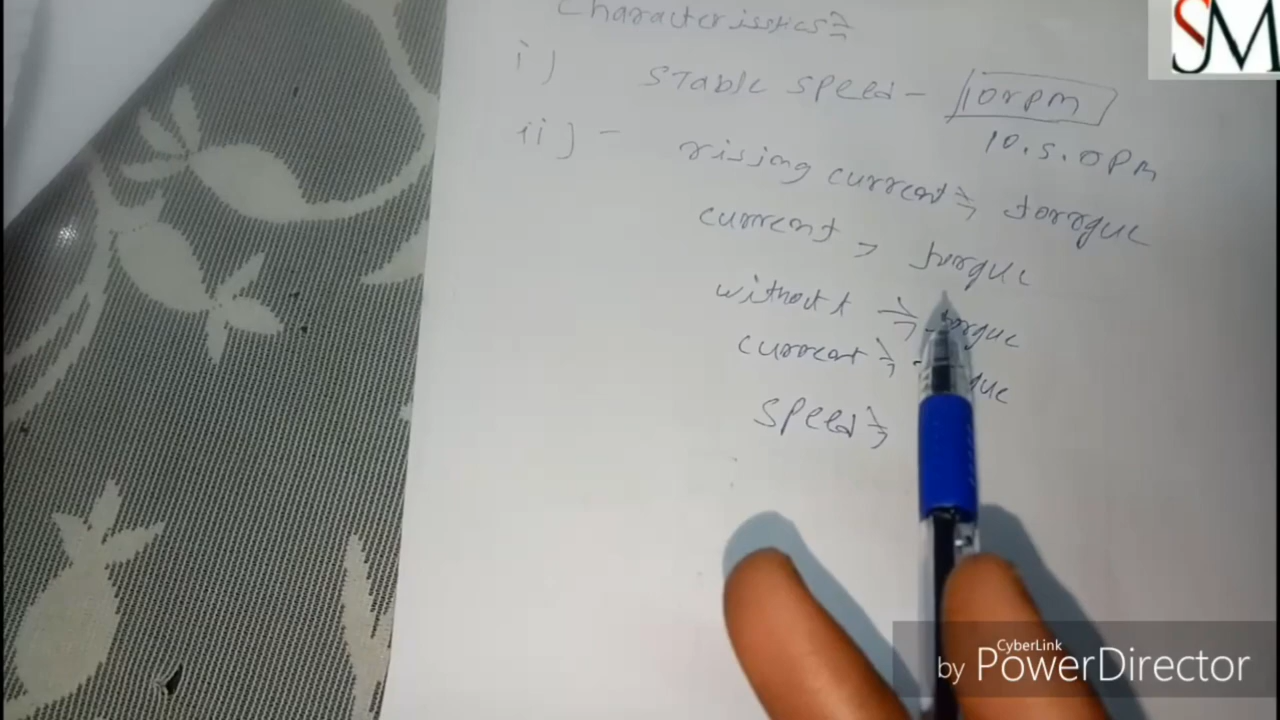 Characteristics
SM
i) Stable speed - 10rpm
10.5.0pm
ii) - rising current torrque
current > torque
without torque
current
speed
CyberLink
by PowerDirector